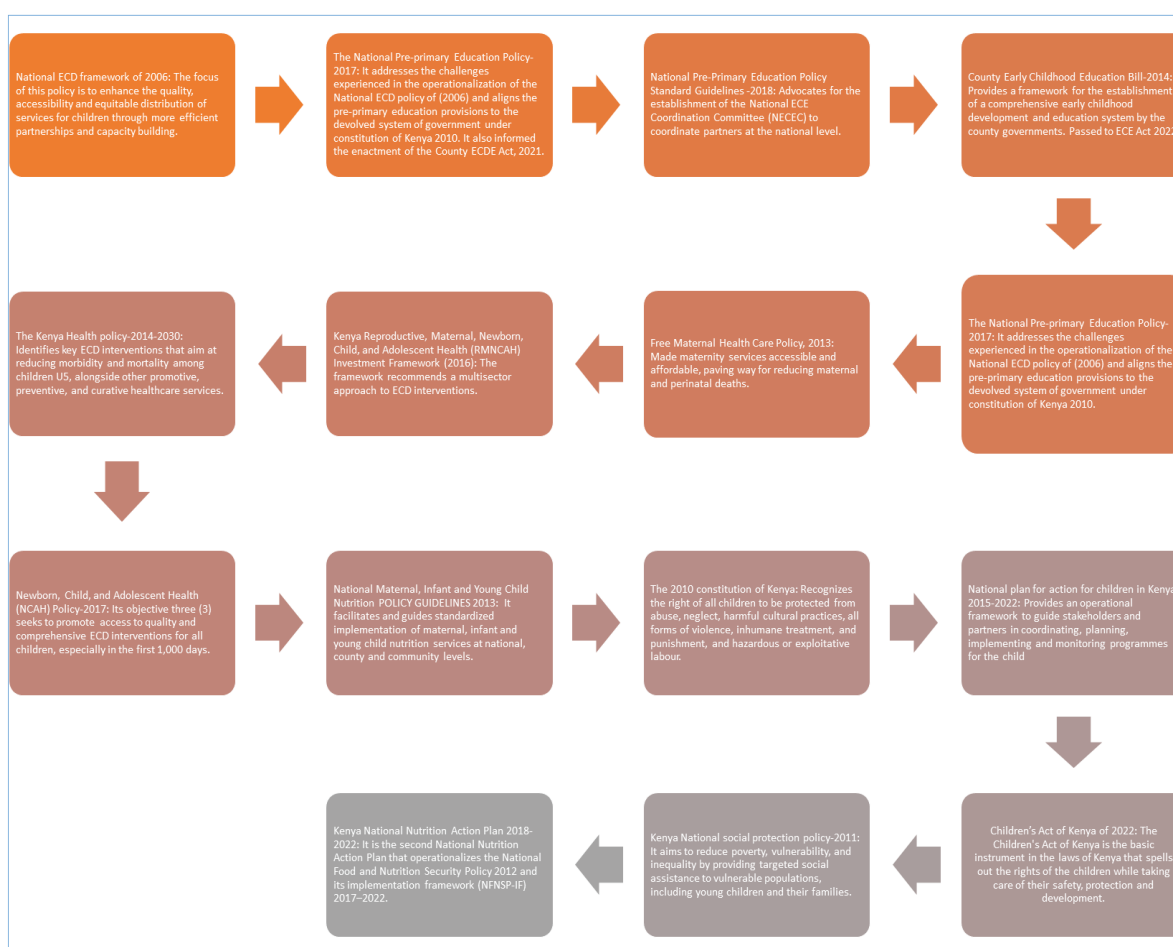 National ECD framework of 2006: The focus
of this policy is to enhance the quality,
accessibility and equitable distribution of
services for children through more efficient
partnerships and capacity building.
The National Pre-primary Education Policy-
2017: It addresses the challenges
experienced in the operationalization of the
National ECD policy of (2006) and aligns the
pre-primary education provisions to the
devolved system of government under
constitution of Kenya 2010. It also informed
the enactment of the County ECDE Act, 2021.
National Pre-Primary Education Policy
Standard Guidelines -2018: Advocates for the
establishment of the National ECE
Coordination Committee (NECEC) to
coordinate partners at the national level.
County Early Childhood Education Bill-2014:
Provides a framework for the establishment
of a comprehensive early childhood
development and education system by the
county governments. Passed to ECE Act 2022
The National Pre-primary Education Policy-
2017: It addresses the challenges
experienced in the operationalization of the
National ECD policy of (2006) and aligns the
pre-primary education provisions to the
devolved system of government under
constitution of Kenya 2010.
Free Maternal Health Care Policy, 2013:
Made maternity services accessible and
affordable, paving way for reducing maternal
and perinatal deaths.
Kenya Reproductive, Maternal, Newborn,
Child, and Adolescent Health (RMNCAH)
Investment Framework (2016): The
framework recommends a multisector
approach to ECD interventions.
The Kenya Health policy-2014-2030:
Identifies key ECD interventions that aim at
reducing morbidity and mortality among
children U5, alongside other promotive,
preventive, and curative healthcare services.
Newborn, Child, and Adolescent Health
(NCAH) Policy-2017: Its objective three (3)
seeks to promote access to quality and
comprehensive ECD interventions for all
children, especially in the first 1,000 days.
National Maternal, Infant and Young Child
Nutrition POLICY GUIDELINES 2013: It
facilitates and guides standardized
implementation of maternal, infant and
young child nutrition services at national,
county and community levels.
The 2010 constitution of Kenya: Recognizes
the right of all children to be protected from
abuse, neglect, harmful cultural practices, all
forms of violence, inhumane treatment, and
punishment, and hazardous or exploitative
labour.
National plan for action for children in Kenya
2015-2022: Provides an operational
framework to guide stakeholders and
partners in coordinating, planning,
implementing and monitoring programmes
for the child
Children's Act of Kenya of 2022: The
Children's Act of Kenya is the basic
instrument in the laws of Kenya that spells
out the rights of the children while taking
care of their safety, protection and
development.
Kenya National social protection policy-2011:
It aims to reduce poverty, vulnerability, and
inequality by providing targeted social
assistance to vulnerable populations,
including young children and their families.
Kenya National Nutrition Action Plan 2018-
2022: It is the second National Nutrition
Action Plan that operationalizes the National
Food and Nutrition Security Policy 2012 and
its implementation framework (NFNSP-IF)
2017–2022.